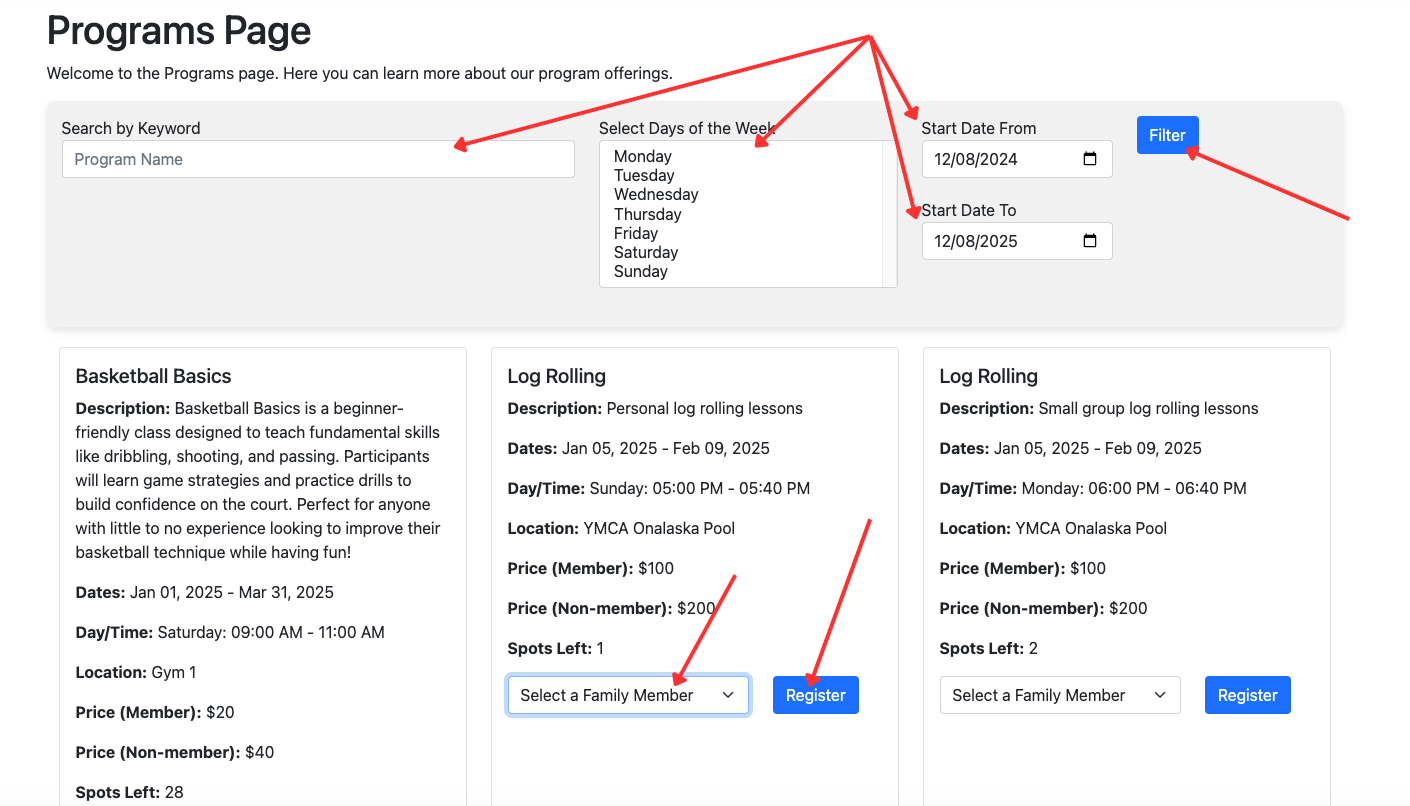 Programs Page
Welcome to the Programs page. Here you can learn more about our program offerings.
Search by Keyword
Program Name
Select Days of the Week
Monday
Tuesday
Wednesday
Thursday
Friday
Saturday
Sunday
Start Date From
12/08/2024
Start Date To
12/08/2025
Filter
Basketball Basics
Description: Basketball Basics is a beginner-
friendly class designed to teach fundamental skills
like dribbling, shooting, and passing. Participants
will learn game strategies and practice drills to
build confidence on the court. Perfect for anyone
with little to no experience looking to improve their
basketball technique while having fun!
Dates: Jan 01, 2025 - Mar 31, 2025
Day/Time: Saturday: 09:00 AM - 11:00 AM
Location: Gym 1
Price (Member): $20
Price (Non-member): $40
Spots Left: 28
Log Rolling
Description: Personal log rolling lessons
Dates: Jan 05, 2025 - Feb 09, 2025
Day/Time: Sunday: 05:00 PM - 05:40 PM
Location: YMCA Onalaska Pool
Price (Member): $100
Price (Non-member): $200
Spots Left: 1
Select a Family Member
Register
Log Rolling
Description: Small group log rolling lessons
Dates: Jan 05, 2025 - Feb 09, 2025
Day/Time: Monday: 06:00 PM - 06:40 PM
Location: YMCA Onalaska Pool
Price (Member): $100
Price (Non-member): $200
Spots Left: 2
Select a Family Member
Register